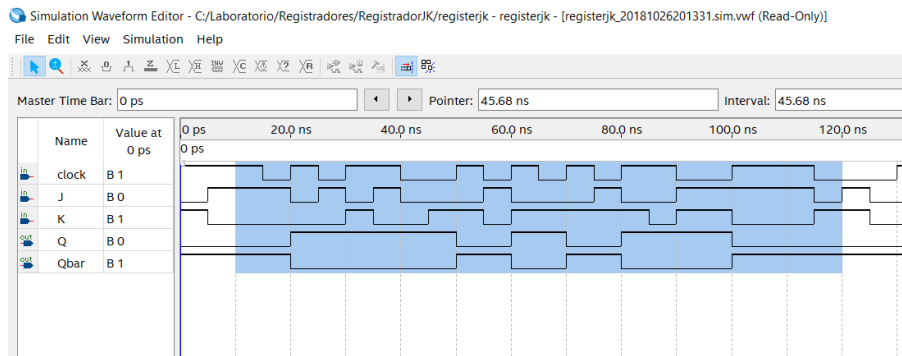 Simulation Waveform Editor - C:/Laboratorio/Registradores/RegistradorJK/registerjk - registerjk - [registerjk_20181026201331.sim.vwf (Read-Only)]
File Edit View Simulation Help
Master Time Bar: 0 ps Pointer: 45.68 ns Interval: 45.68 ns
Name Value at 0 ps
0 ps 20.0 ns 40.0 ns 60.0 ns 80.0 ns 100.0 ns 120.0 ns
0 ps
in clock B 1
in J B 0
in K B 1
out Q B 0
out Qbar B 1